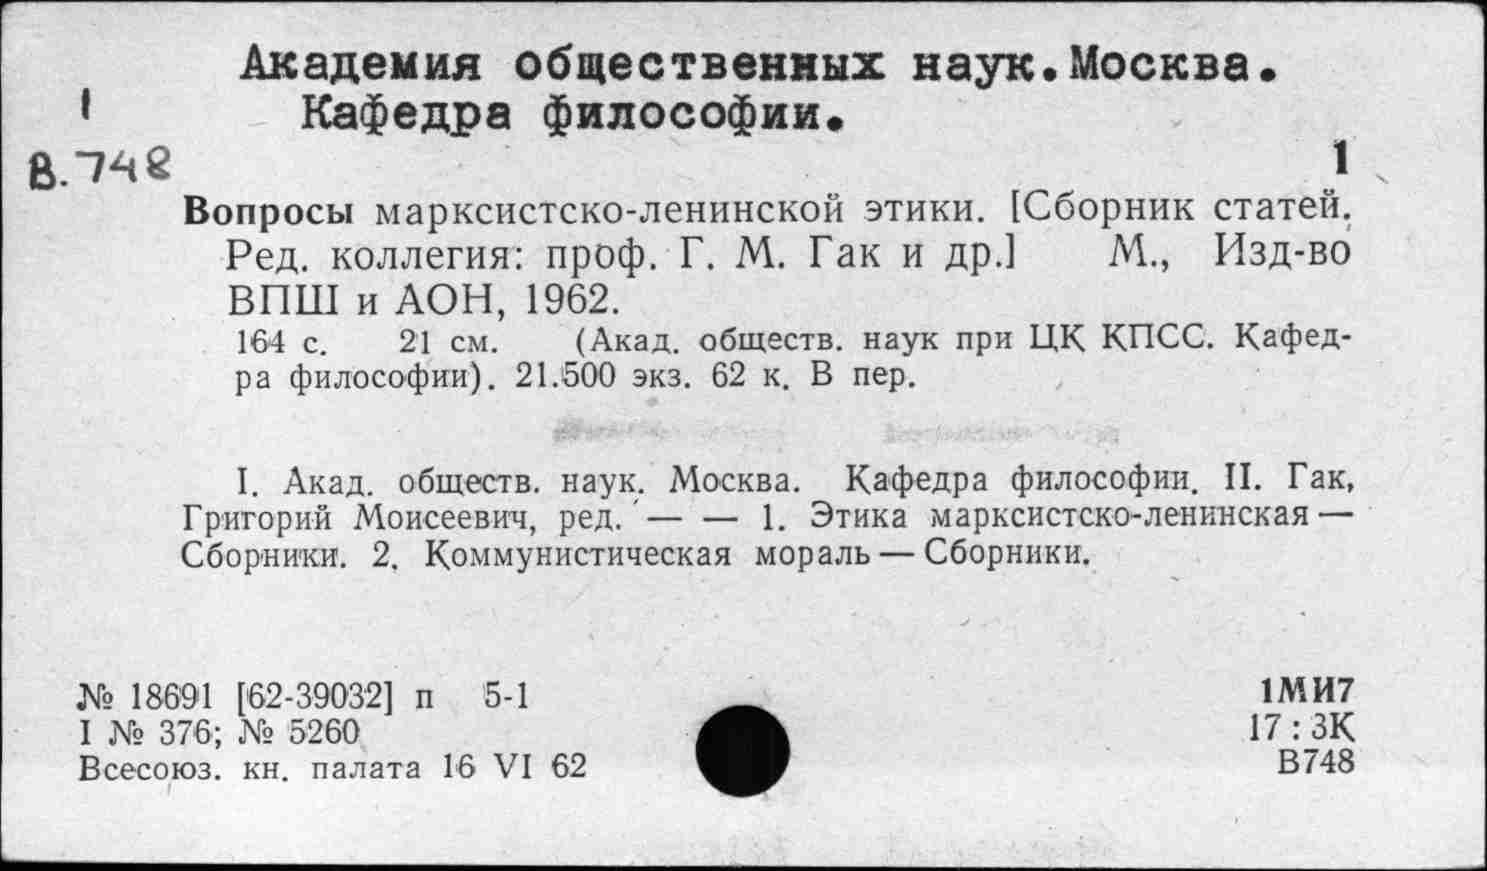 Академия общественных наук.Москва.
Кафедра философии.
В.748
1
Вопросы марксистско-ленинской этики. [Сборник статей.
Ред. коллегия: проф. Г. М. Гак и др.] М., Изд-во
ВПШ и АОН, 1962.
164 с. 21 см. (Акад. обществ. наук при ЦК КПСС. Кафед-
ра философии). 21.500 экз. 62 к. В пер.
I. Акад. обществ. наук. Москва. Кафедра философии. II. Гак,
Григорий Моисеевич, ред. — — 1. Этика марксистско-ленинская —
Сборники. 2. Коммунистическая мораль — Сборники.
№ 18691 [62-39032] п 5-1
I № 376; № 5260
Всесоюз. кн. палата 16 VI 62
1МИ7
17 : 3К
В748